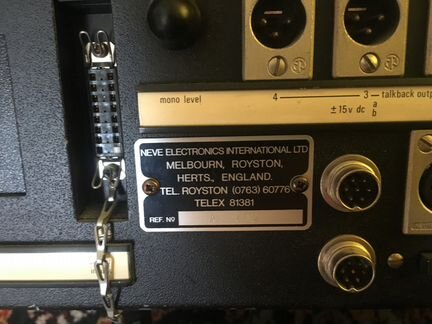 mono level
4
3
talkback output
±15v dc
a
b
NEVE ELECTRONICS INTERNATIONAL LTD
MELBOURN, ROYSTON,
HERTS., ENGLAND.
TEL. ROYSTON (0763) 60776
TELEX 81381
REF. Nº